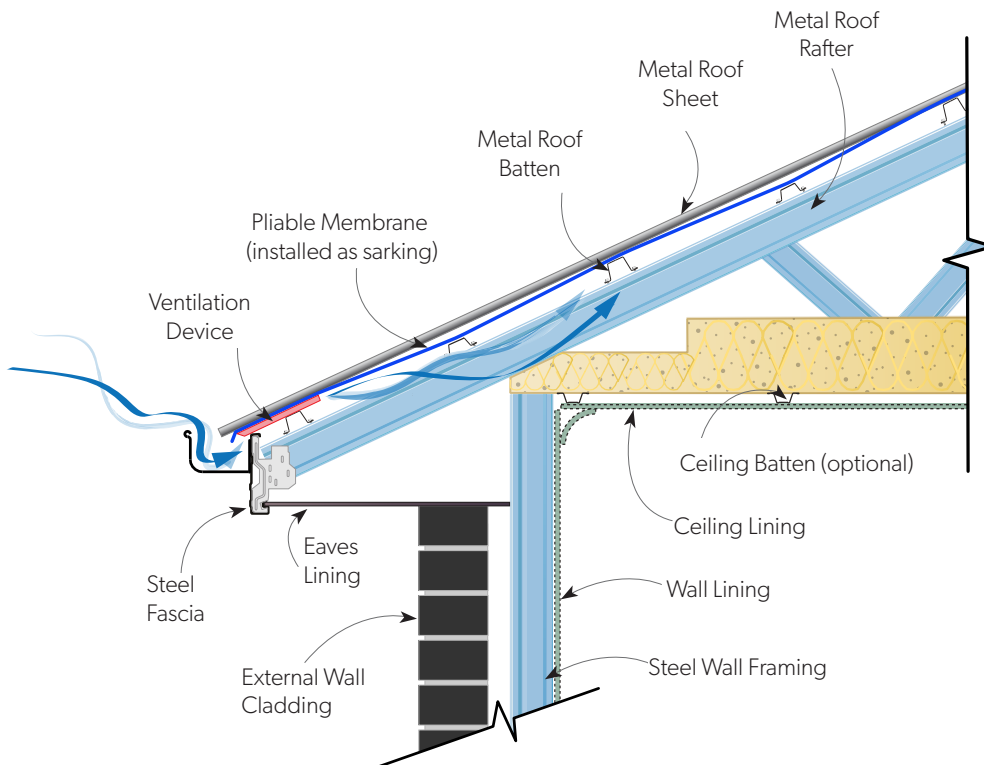 Metal Roof
Rafter
Metal Roof
Sheet
Metal Roof
Batten
Pliable Membrane
(installed as sarking)
Ventilation
Device
Ceiling Batten (optional)
Ceiling Lining
Eaves
Lining
Steel
Fascia
Wall Lining
External Wall
Cladding
Steel Wall Framing